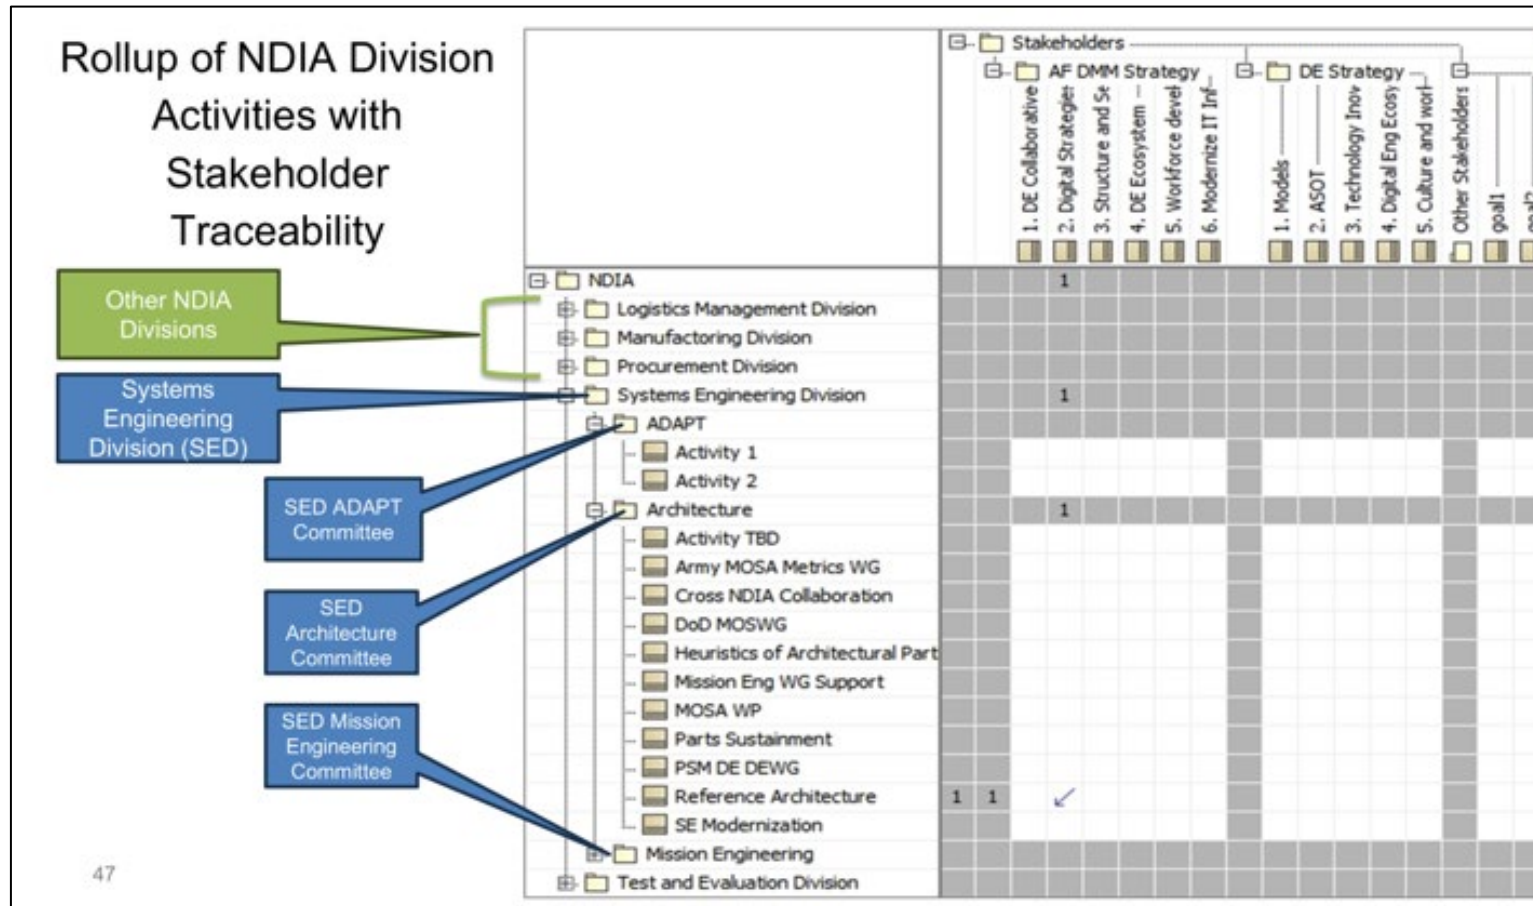 Rollup of NDIA Division
Activities with
Stakeholder
Traceability
Other NDIA
Divisions
Systems
Engineering
Division (SED)
SED ADAPT
Committee
SED
Architecture
Committee
SED Mission
Engineering
Committee
47
Stakeholders
AF DMM Strategy
DE Strategy
1. DE Collaborative
2. Digital Strategies
3. Structure and Se
4. DE Ecosystem
5. Workforce devel
6. Modernize IT Inf
1. Models
2. ASOT
3. Technology Inov
4. Digital Eng Ecosy
5. Culture and worl
Other Stakeholders
goal1
goal2
NDIA 1
Logistics Management Division
Manufactoring Division
Procurement Division
Systems Engineering Division 1
ADAPT
Activity 1
Activity 2
Architecture 1
Activity TBD
Army MOSA Metrics WG
Cross NDIA Collaboration
DoD MOSWG
Heuristics of Architectural Part
Mission Eng WG Support
MOSA WP
Parts Sustainment
PSM DE DEWG
Reference Architecture 1 1
SE Modernization
Mission Engineering
Test and Evaluation Division